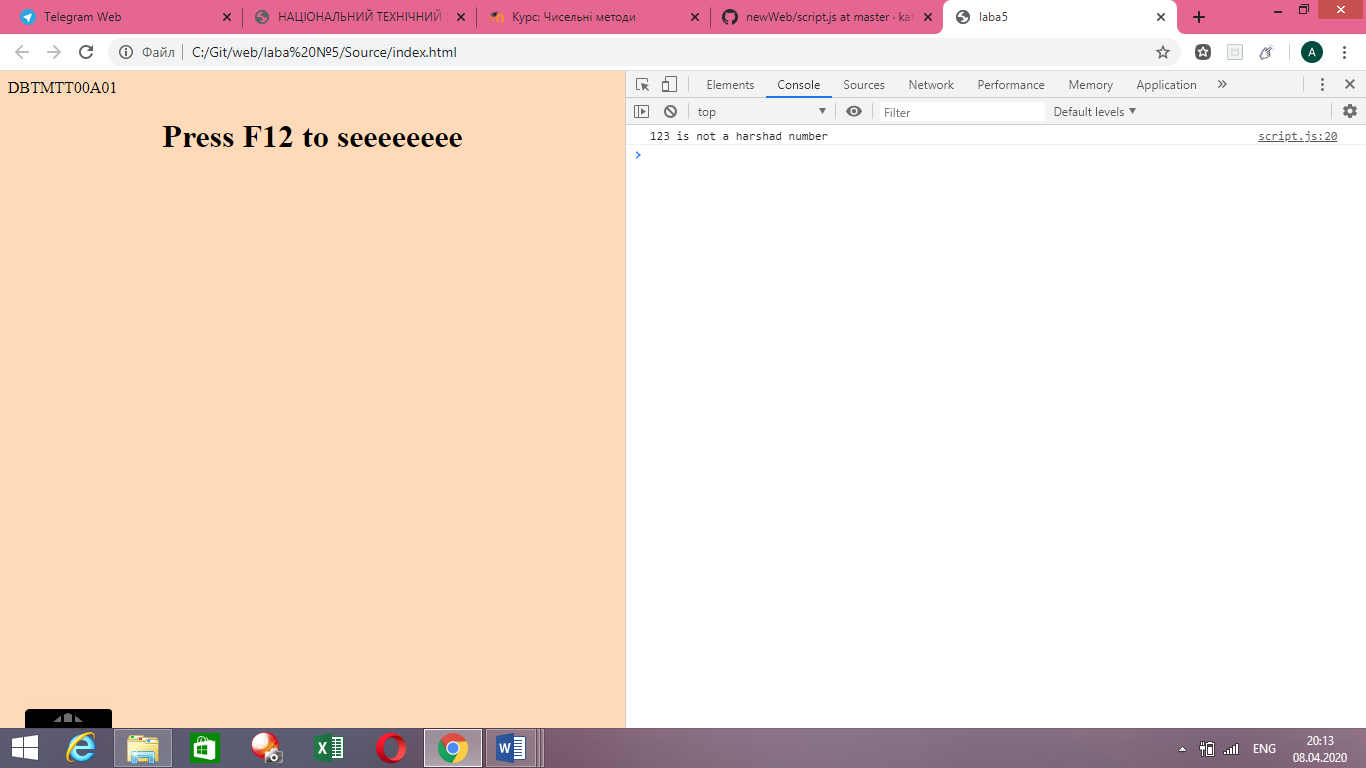 Telegram Web
НАЦІОНАЛЬНИЙ ТЕХНІЧНИЙ
Курс: Чисельні методи
newWeb/script.js at master · kat
laba5
Файл
C:/Git/web/laba%20№5/Source/index.html
A
DBTMTT00A01
Press F12 to seeeeeeee
Elements
Console
Sources
Network
Performance
Memory
Application
top
Filter
Default levels
123 is not a harshad number
script.js:20
ENG
20:13
08.04.2020